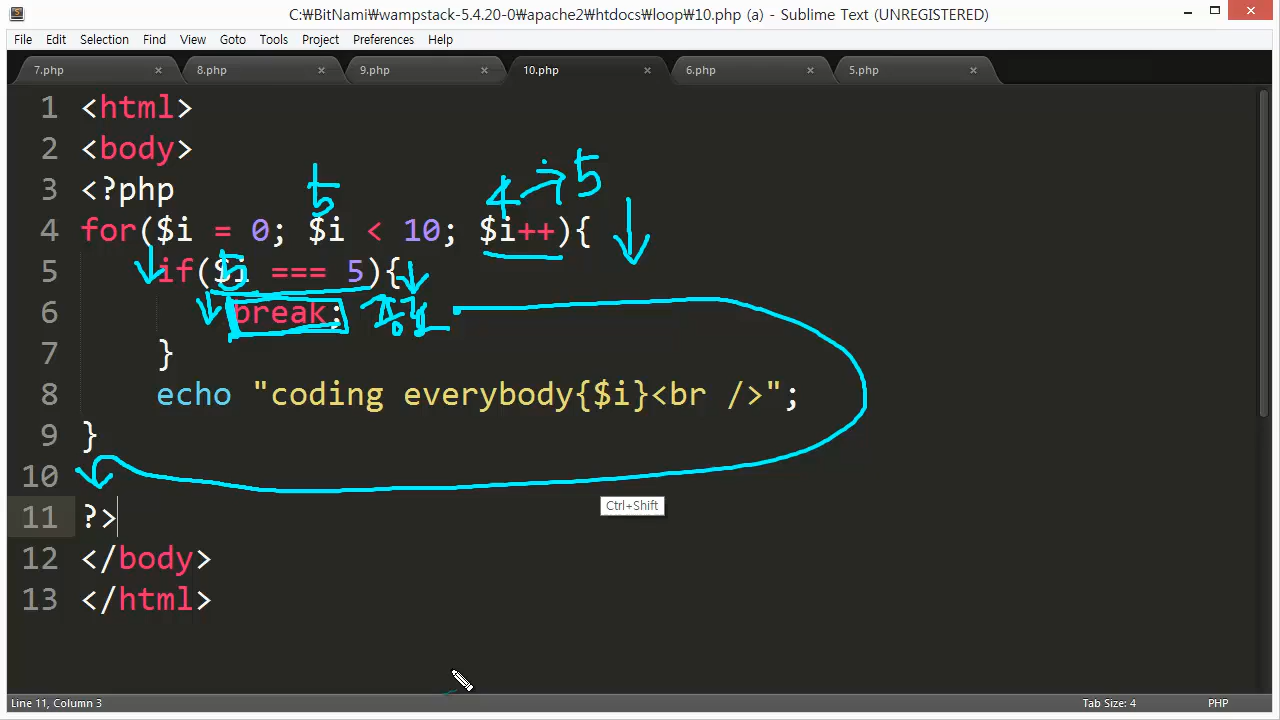 C:₩BitNami₩wampstack-5.4.20-0₩apache2₩htdocs₩loop₩10.php (a) - Sublime Text (UNREGISTERED)
File Edit Selection Find View Goto Tools Project Preferences Help
7.php 8.php 9.php 10.php 6.php 5.php
1 <html>
2 <body>
5 4 5
3 <?php
4 for($i = 0; $i < 10; $i++){
5 if($i === 5){
5
6 break;
7 }
8 echo "coding everybody{$i}<br />";
9 }
10
Ctrl+Shift
11 ?>
12 </body>
13 </html>
Line 11, Column 3 Tab Size: 4 PHP